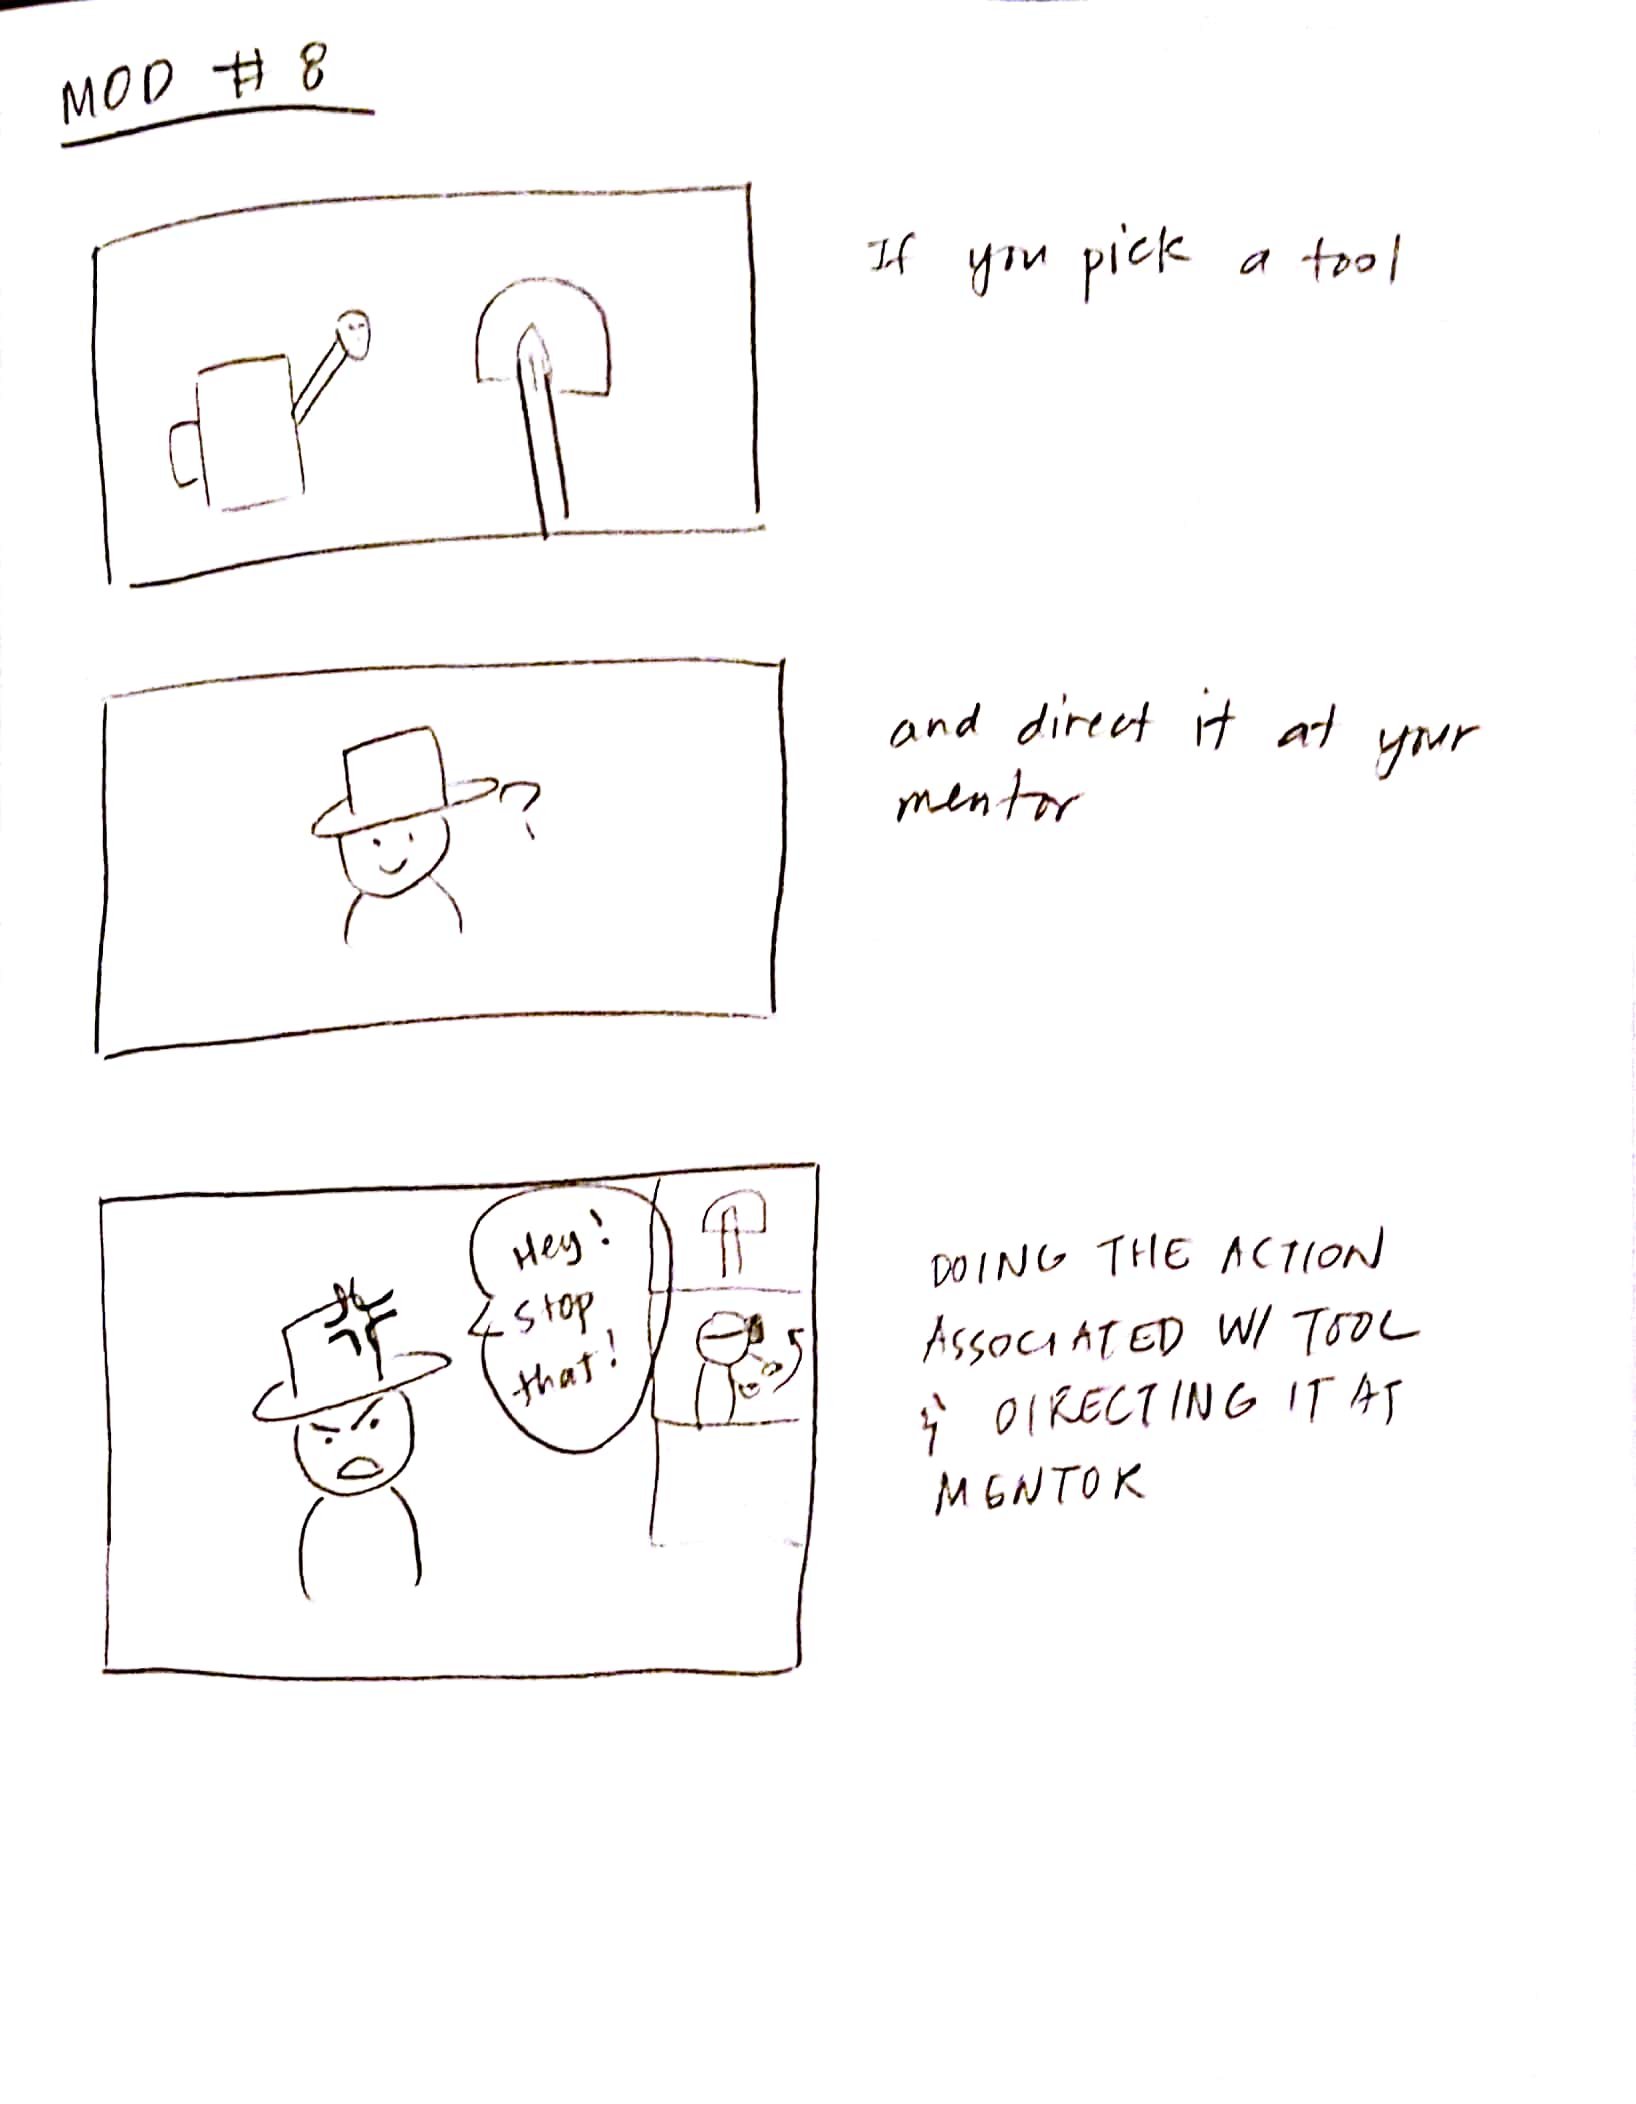 MOD # 8
If you pick a tool
and direct it at your
mentor
?
Hey!
stop
that!
DOING THE ACTION
ASSOCIATED W/ TOOL
& DIRECTING IT AT
MENTOR